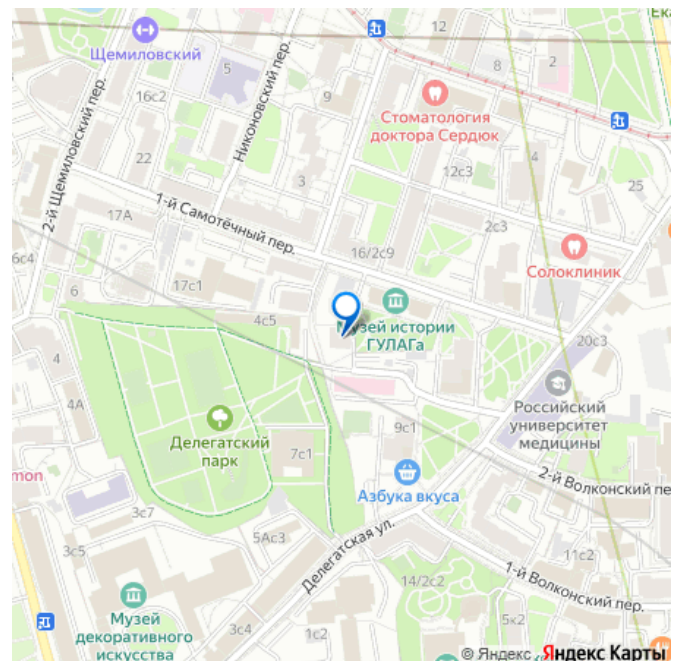 12
Ека
Щемиловский
2
8
5
Никоновский пер.
9
16с2
Стоматология
доктора Сердюк
2-й Щемиловский пер.
22
3
12с3
4
25
1-й Самотёчный пер.
17А
2с3
16/2с9
Солоклиник
6с4
17с1
6
Музей истории
ГУЛАГа
4с5
20с3
4
Российский
университет
медицины
4А
9с1
Делегатский
парк
7с1
2-й Волконский пе
mon
Азбука вкуса
3с7
5Ас3
Делегатская ул.
3с5
11с2
1-й Волконский пер.
14/2с2
Музей
декоративного
искусства
5к2
3с4
1с2
© Яндекс Яндекс Карты